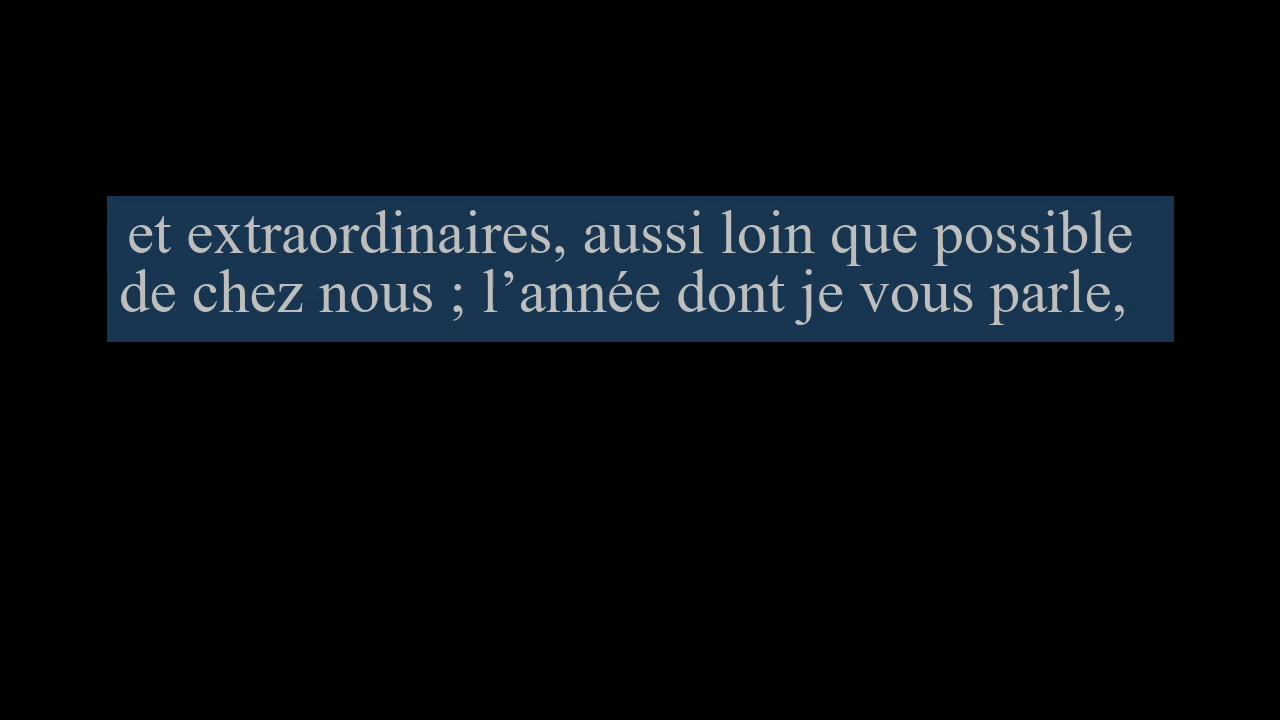 et extraordinaires, aussi loin que possible
de chez nous ; l’année dont je vous parle,